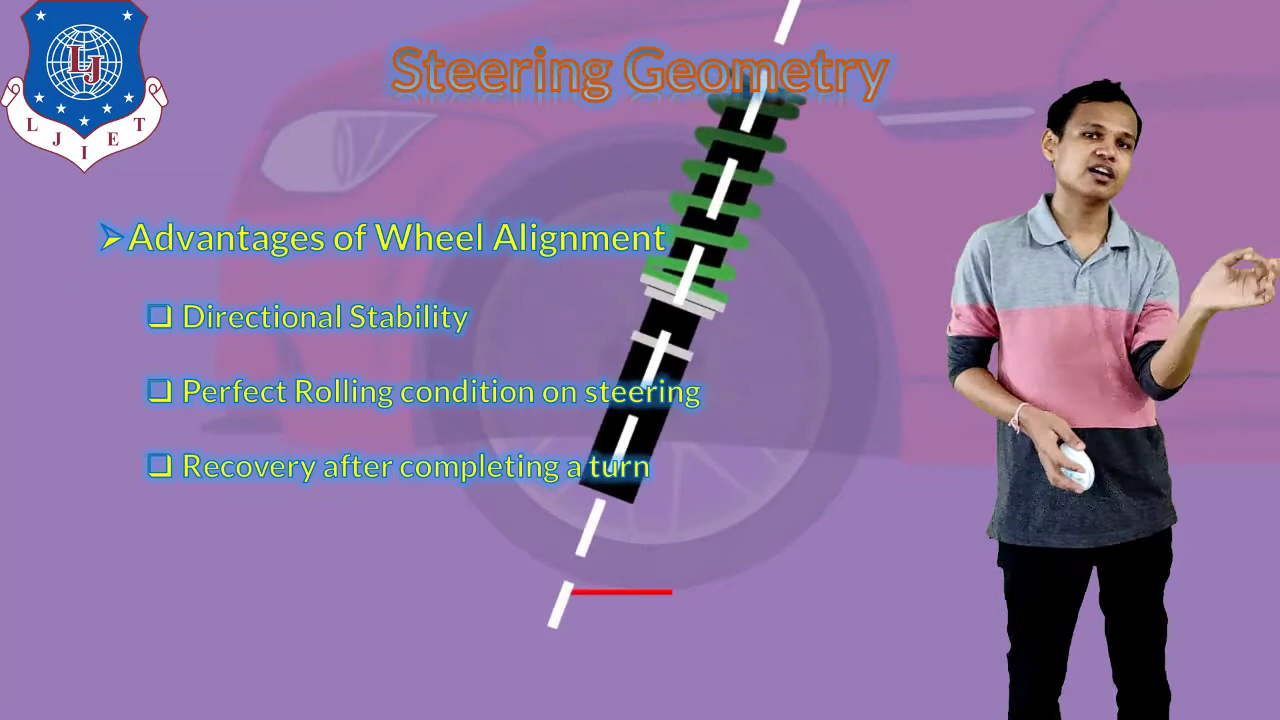 Steering Geometry
LJ
L J I E T
➢Advantages of Wheel Alignment
❑ Directional Stability
❑ Perfect Rolling condition on steering
❑ Recovery after completing a turn